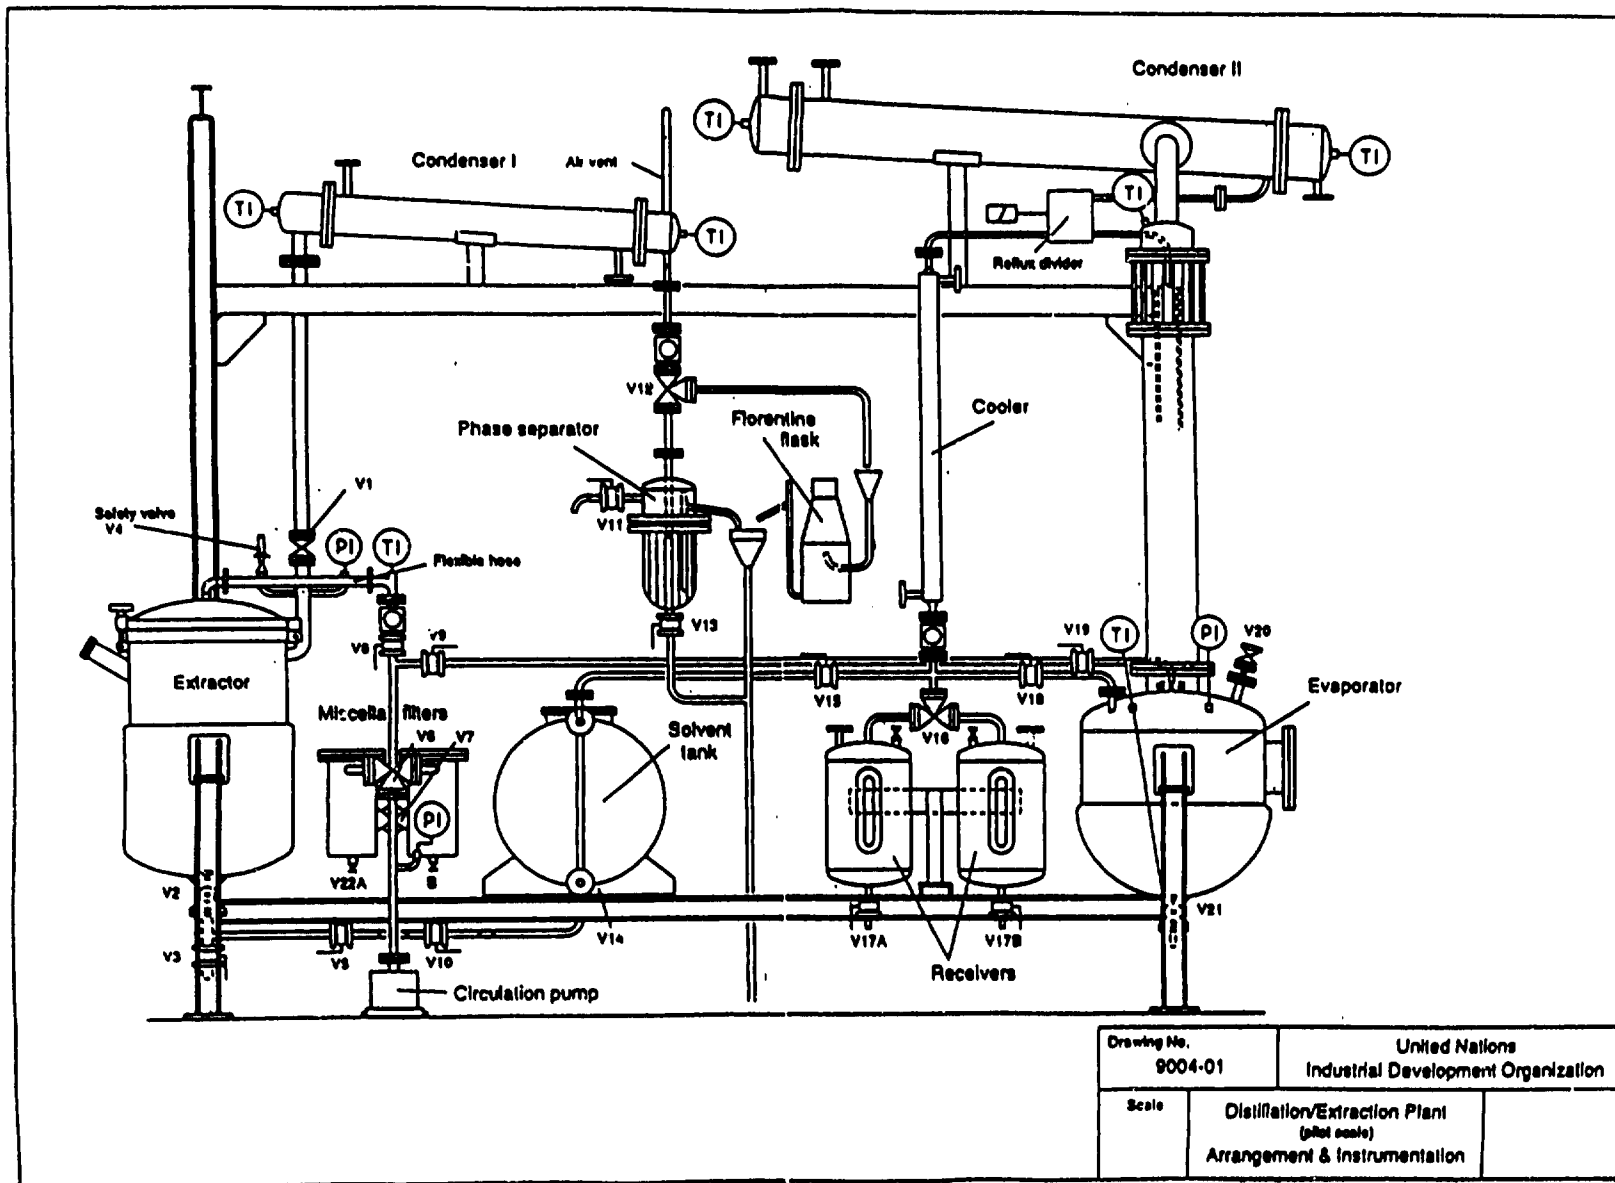 Condenser II
TI
TI
Condenser I
Air vent
TI
TI
TI
Reflux divider
V12
Cooler
Phase separator
Florentine
flask
V1
Safety valve
V4
PI
TI
Flexible hose
V11
V13
V8
V9
V19
TI
PI
V20
Extractor
V15
V18
Evaporator
Miscella filters
V6
V7
Solvent
tank
V16
PI
V22A
B
V2
V21
V14
V17A
V17B
V3
V5
V10
Receivers
Circulation pump
Drawing No.
9004-01
United Nations
Industrial Development Organization
Scale
Distillation/Extraction Plant
(pilot scale)
Arrangement & Instrumentation